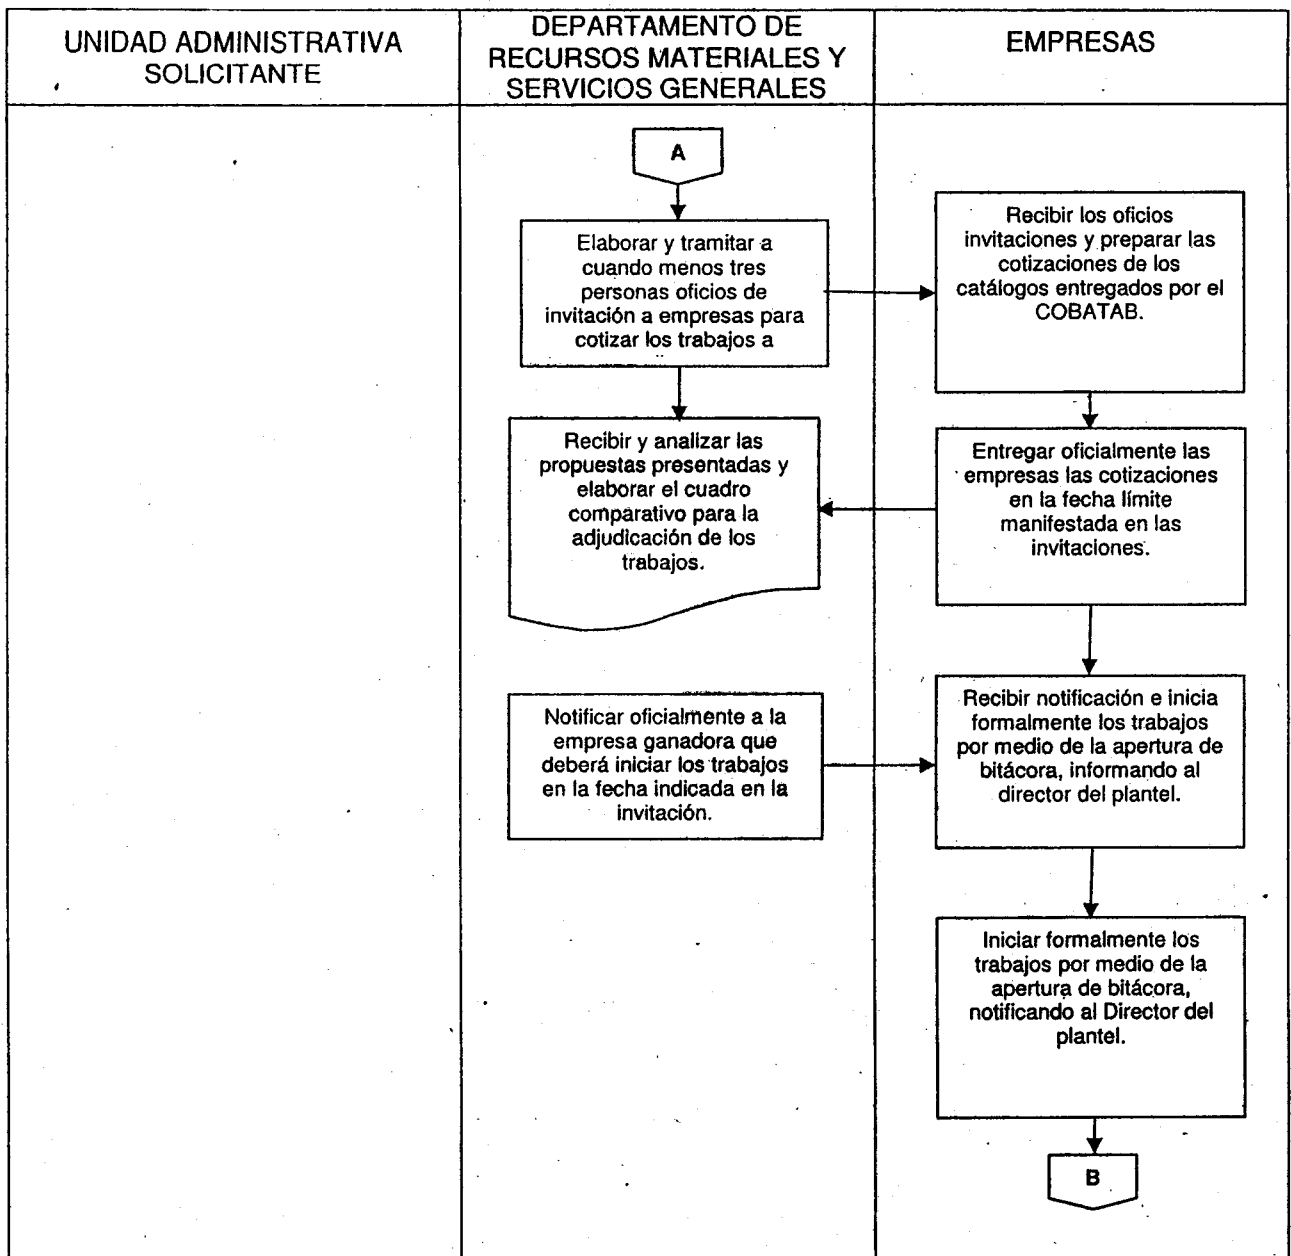 UNIDAD ADMINISTRATIVA
SOLICITANTE
DEPARTAMENTO DE
RECURSOS MATERIALES Y
SERVICIOS GENERALES
EMPRESAS
A
Elaborar y tramitar a
cuando menos tres
personas oficios de
invitación a empresas para
cotizar los trabajos a
Recibir los oficios
invitaciones y preparar las
cotizaciones de los
catálogos entregados por el
COBATAB.
Recibir y analizar las
propuestas presentadas y
elaborar el cuadro
comparativo para la
adjudicación de los
trabajos.
Entregar oficialmente las
empresas las cotizaciones
en la fecha límite
manifestada en las
invitaciones.
Notificar oficialmente a la
empresa ganadora que
deberá iniciar los trabajos
en la fecha indicada en la
invitación.
Recibir notificación e inicia
formalmente los trabajos
por medio de la apertura de
bitácora, informando al
director del plantel.
Iniciar formalmente los
trabajos por medio de la
apertura de bitácora,
notificando al Director del
plantel.
B